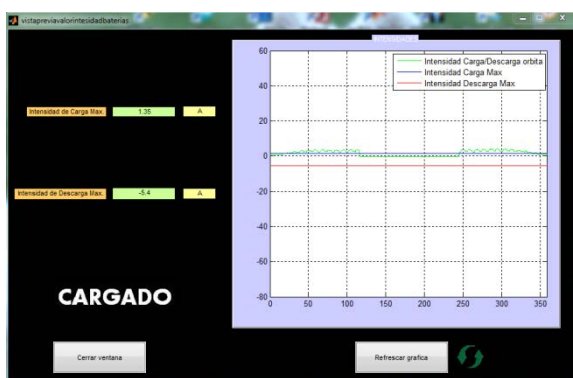 vistapreviavalorintesidadbaterias
INTENSIDADES
Intensidad Carga/Descarga orbita
Intensidad Carga Max
Intensidad Descarga Max
60
40
20
0
-20
-40
-60
-80
0 50 100 150 200 250 300 350
Intensidad de Carga Max. 1.35 A
Intensidad de Descarga Max. -5.4 A
CARGADO
Cerrar ventana
Refrescar grafica